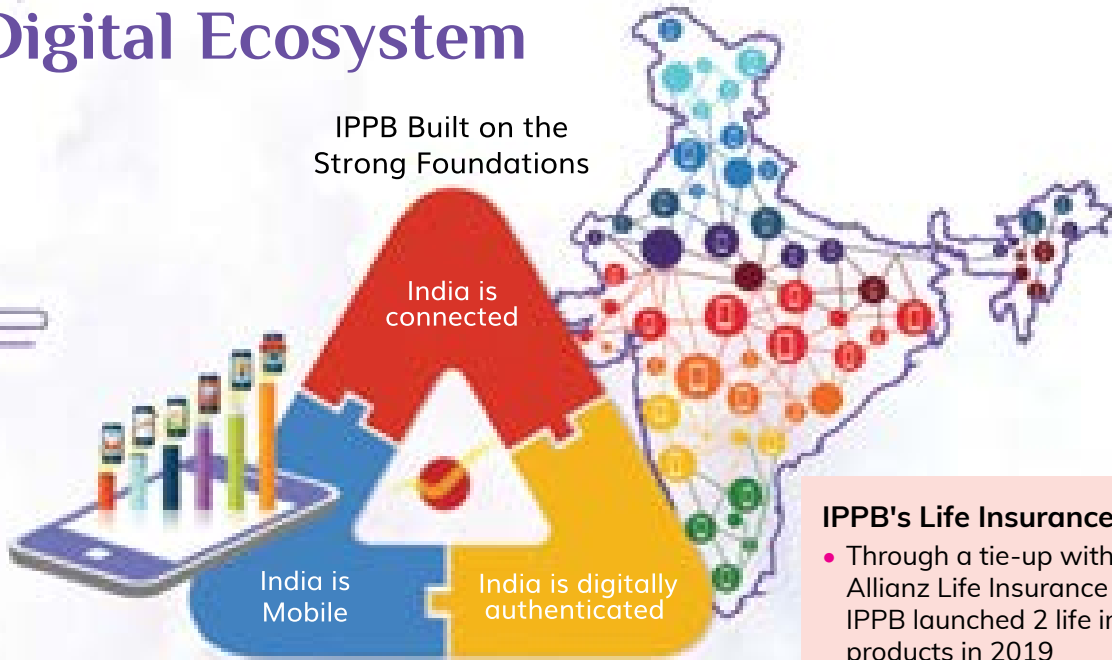 Digital Ecosystem
IPPB Built on the
Strong Foundations
India is
connected
India is
Mobile
India is digitally
authenticated
IPPB's Life Insurance
• Through a tie-up with
Allianz Life Insurance
IPPB launched 2 life in
products in 2019